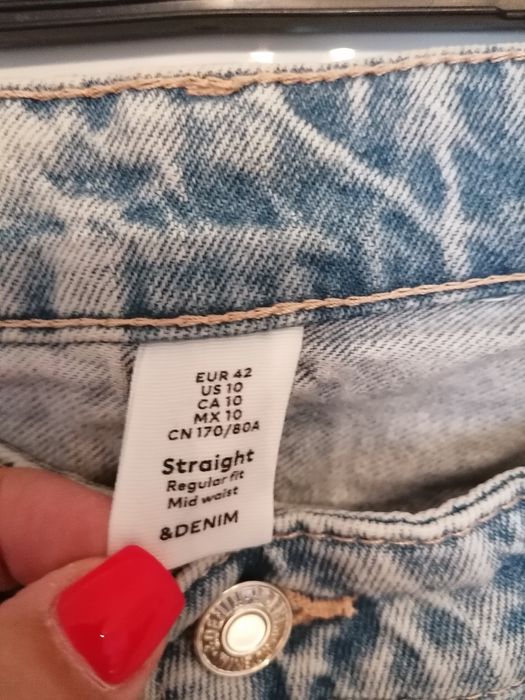 EUR 42
US 10
CA 10
MX 10
CN 170/80A
Straight
Regular fit
Mid waist
&DENIM